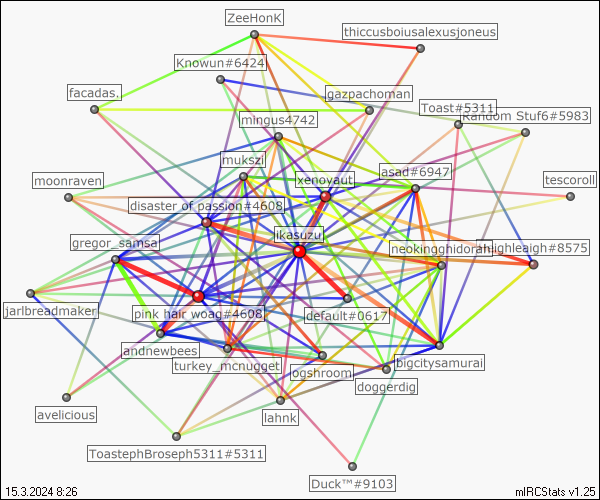 ZeeHonK
thiccusboiusalexusjoneus
Knowun#6424
facadas.
gazpachoman
Toast#5311
Random Stuf6#5983
mingus4742
mukszi
moonraven
xenovaut
asad#6947
tescoroll
disaster of passion#4608
ikasuzu
gregor_samsa
neokingghidorah
leighleigh#8575
jarlbreadmaker
pink hair woag#4608
default#0617
andnewbees
turkey_mcnugget
ogshroom
bigcitysamurai
doggerdig
avelicious
lahnk
ToastephBroseph5311#5311
Duck™#9103
15.3.2024 8:26
mIRCStats v1.25